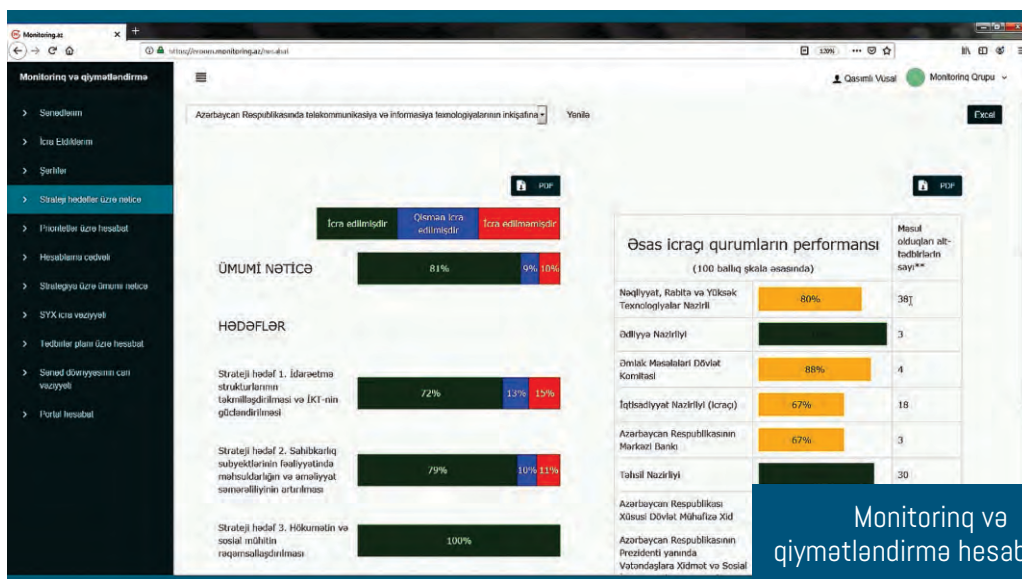 Monitoring.az
120%
Monitorinq və qiymətləndirmə
Qasımlı Vüsal
Monitorinq Qrupu
Sənədlərim
İcra Etdiklərim
Şərhlər
Strateji hədəflər üzrə nəticə
Prioritetlər üzrə hesabat
Hesablama cədvəli
Strategiya üzrə ümumi nəticə
SYX icra vəziyyəti
Tədbirlər planı üzrə hesabat
Sənəd dövriyyəsinin cari
vəziyyəti
Portal hesabat
Azərbaycan Respublikasında telekommunikasiya və informasiya texnologiyalarının inkişafına
Yenilə
Excel
PDF
İcra edilmişdir
Qismən icra
edilmişdir
İcra edilməmişdir
ÜMUMİ NƏTİCƏ
81%
9%
10%
HƏDƏFLƏR
Strateji hədəf 1. İdarəetmə
strukturlarının
təkmilləşdirilməsi və İKT-nin
gücləndirilməsi
72%
13%
15%
Strateji hədəf 2. Sahibkarlıq
subyektlərinin fəaliyyətində
məhsuldarlığın və əməliyyat
səmərəliliyinin artırılması
79%
10%
11%
Strateji hədəf 3. Hökumətin və
sosial mühitin
rəqəmsallaşdırılması
100%
PDF
Əsas icraçı qurumların performansı
(100 ballıq şkala əsasında)
Məsul
olduqları alt-
tədbirlərin
sayı**
Nəqliyyat, Rabitə və Yüksək
Texnologiyalar Nazirli
80%
38
Ədliyyə Nazirliyi
3
Əmlak Məsələləri Dövlət
Komitəsi
88%
4
İqtisadiyyat Nazirliyi (icraçı)
67%
18
Azərbaycan Respublikasının
Mərkəzi Bankı
67%
3
Təhsil Nazirliyi
30
Azərbaycan Respublikası
Xüsusi Dövlət Mühafizə Xid
Azərbaycan Respublikasının
Prezidenti yanında
Vətəndaşlara Xidmət və Sosial
Monitorinq və
qiymətləndirmə hesab